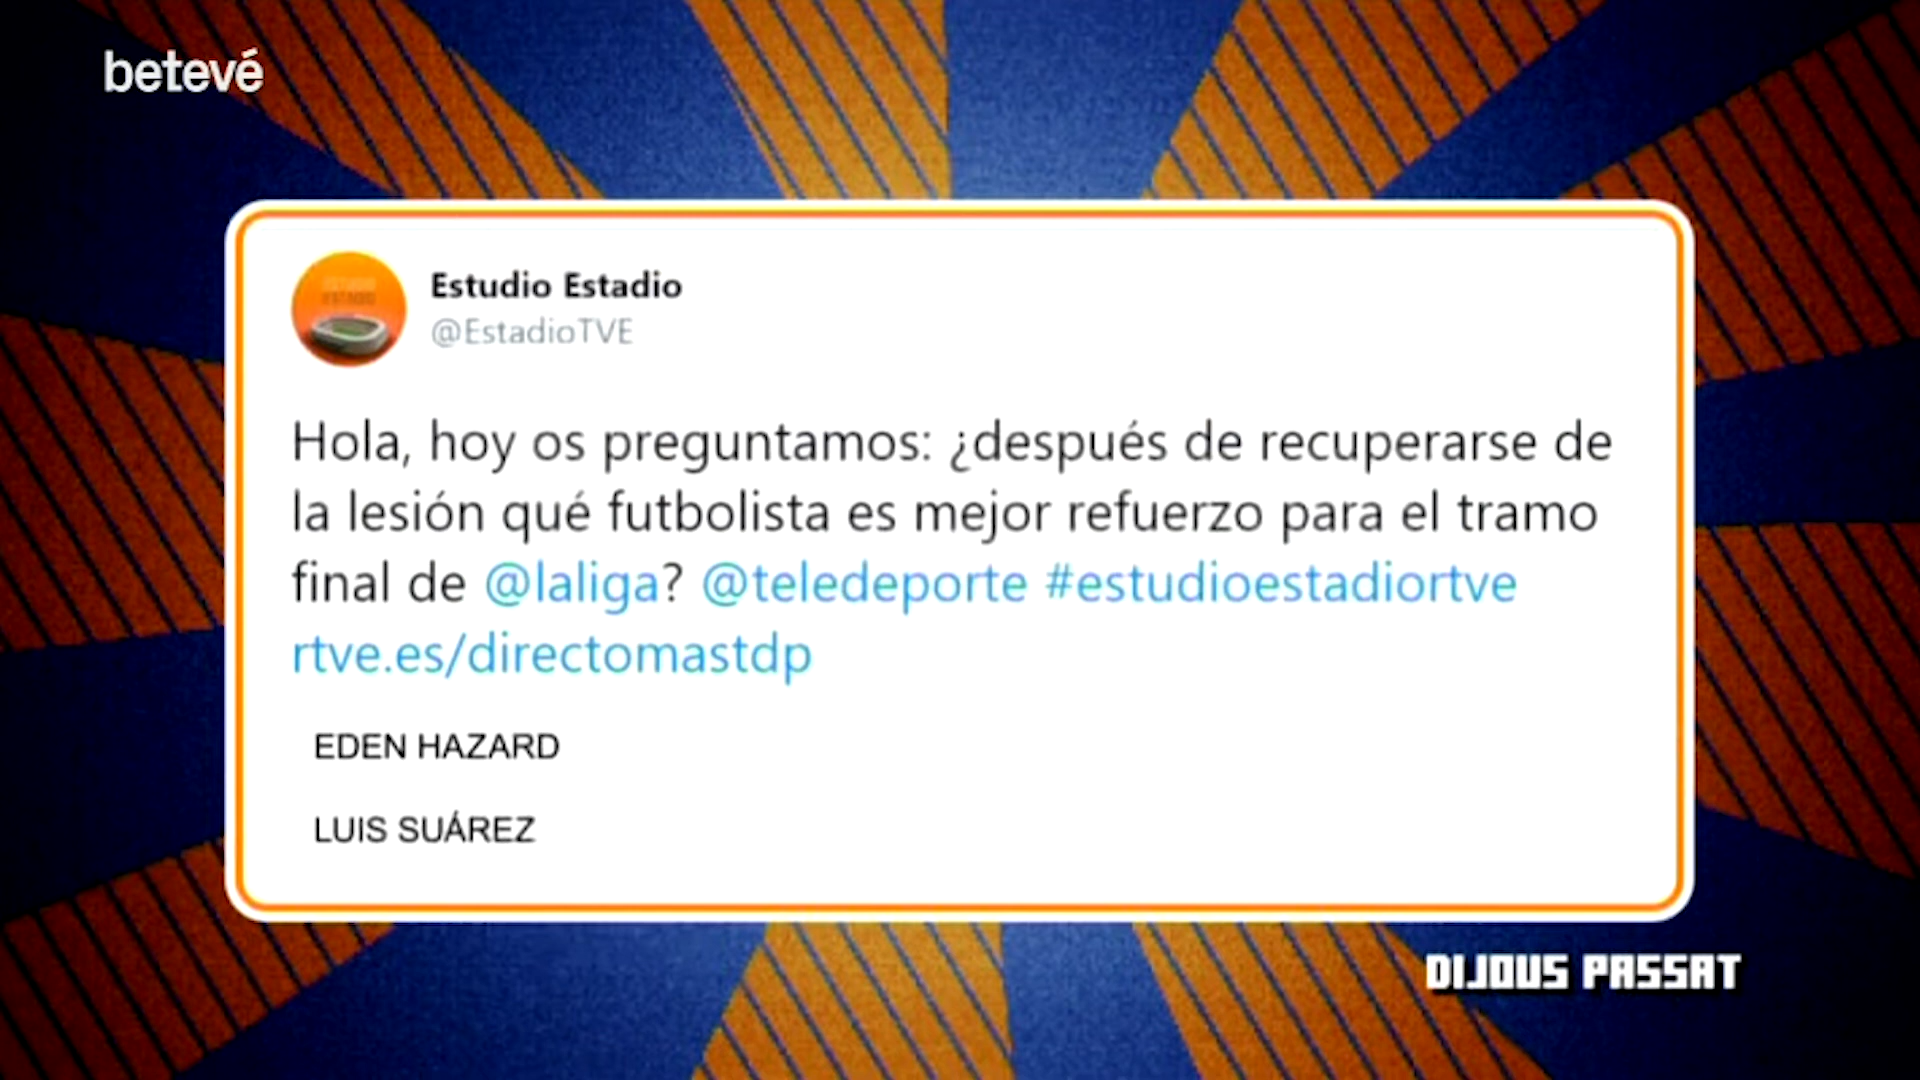 betevé
Estudio Estadio
@EstadioTVE
Hola, hoy os preguntamos: ¿después de recuperarse de
la lesión qué futbolista es mejor refuerzo para el tramo
final de @laliga? @teledeporte #estudioestadiortve
rtve.es/directomastdp
EDEN HAZARD
LUIS SUÁREZ
DIJOUS PASSAT